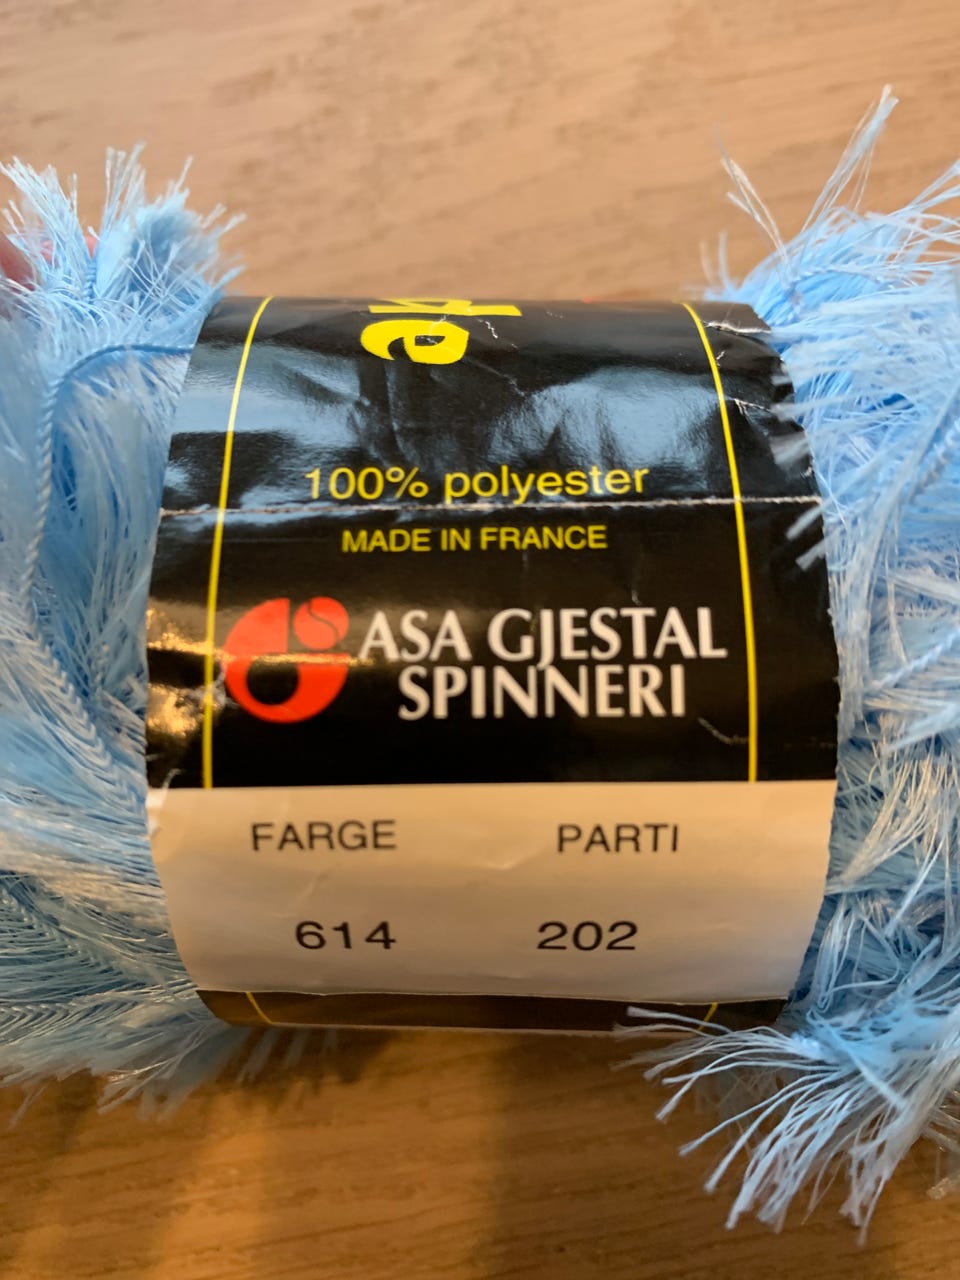 100% polyester
MADE IN FRANCE
ASA GJESTAL
SPINNERI
FARGE PARTI
614 202